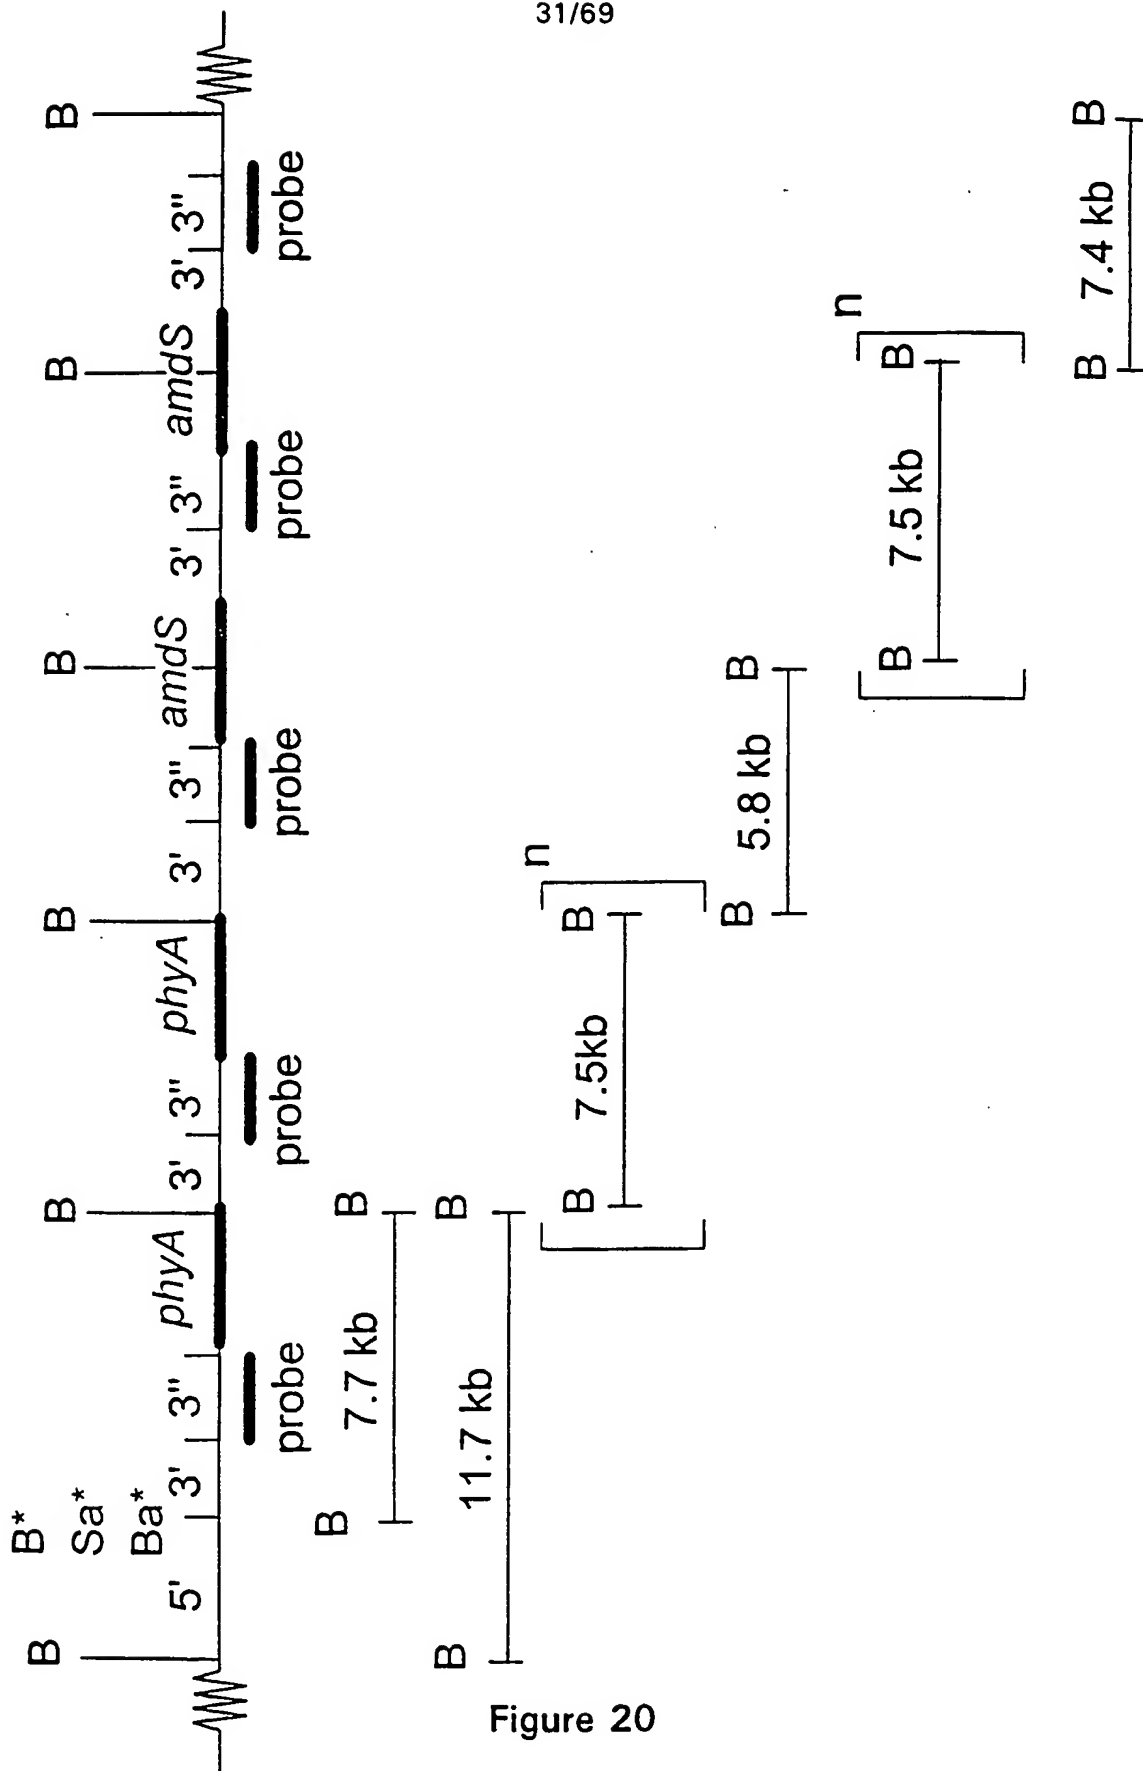 31/69
B*
B B B B B B
Sa*
Ba*
5' 3' 3" phyA 3' 3" phyA 3' 3" amdS 3' 3" amdS 3' 3"
probe probe probe probe probe
B 7.7 kb B
B 11.7 kb B
n
B 7.5kb B
B 5.8 kb B
n
B 7.5 kb B
B 7.4 kb B
Figure 20